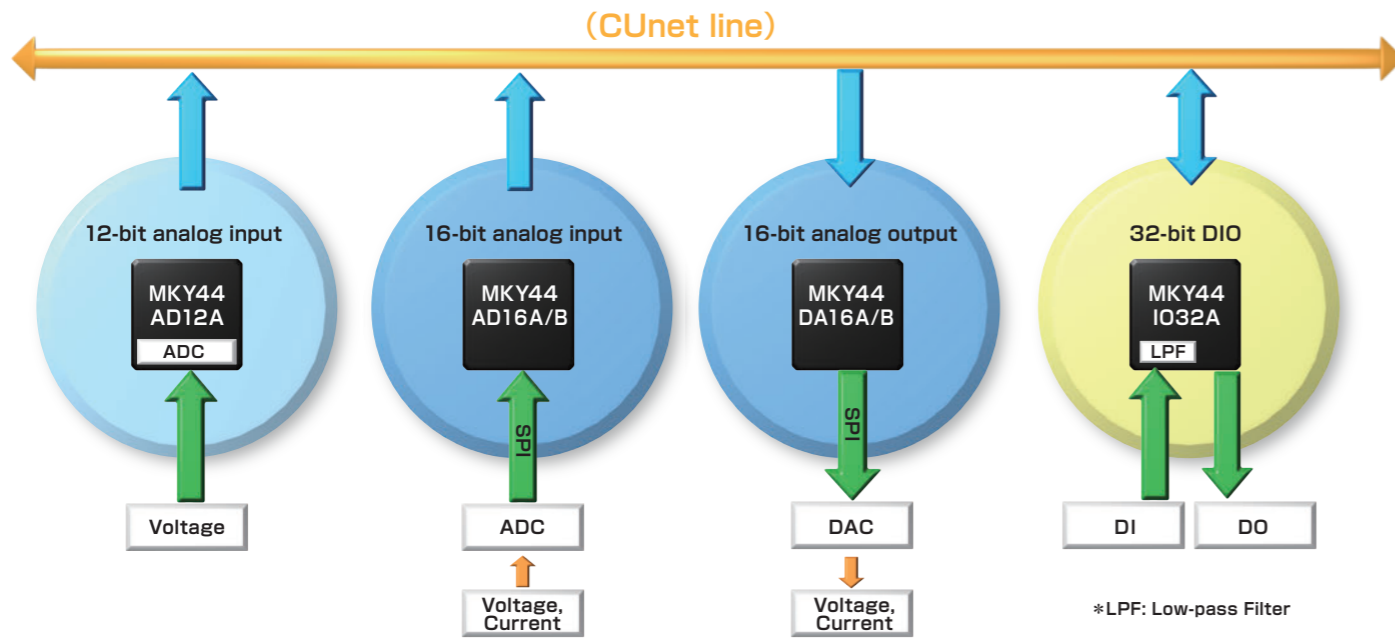 (CUnet line)
12-bit analog input
MKY44
AD12A
ADC
Voltage
16-bit analog input
MKY44
AD16A/B
SPI
ADC
Voltage,
Current
16-bit analog output
MKY44
DA16A/B
SPI
DAC
Voltage,
Current
32-bit DIO
MKY44
IO32A
LPF
DI
DO
*LPF: Low-pass Filter